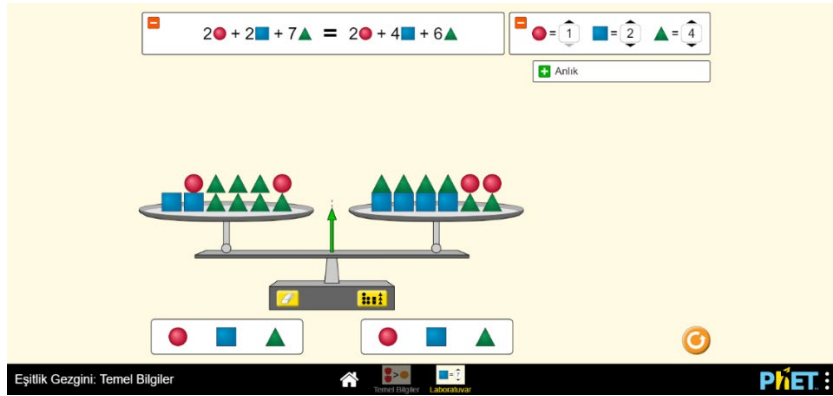 2 + 2 + 7 = 2 + 4 + 6
= 1 = 2 = 4
Anlık
Eşitlik Gezgini: Temel Bilgiler
Temel Bilgiler
= ?
Laboratuvar
PhET